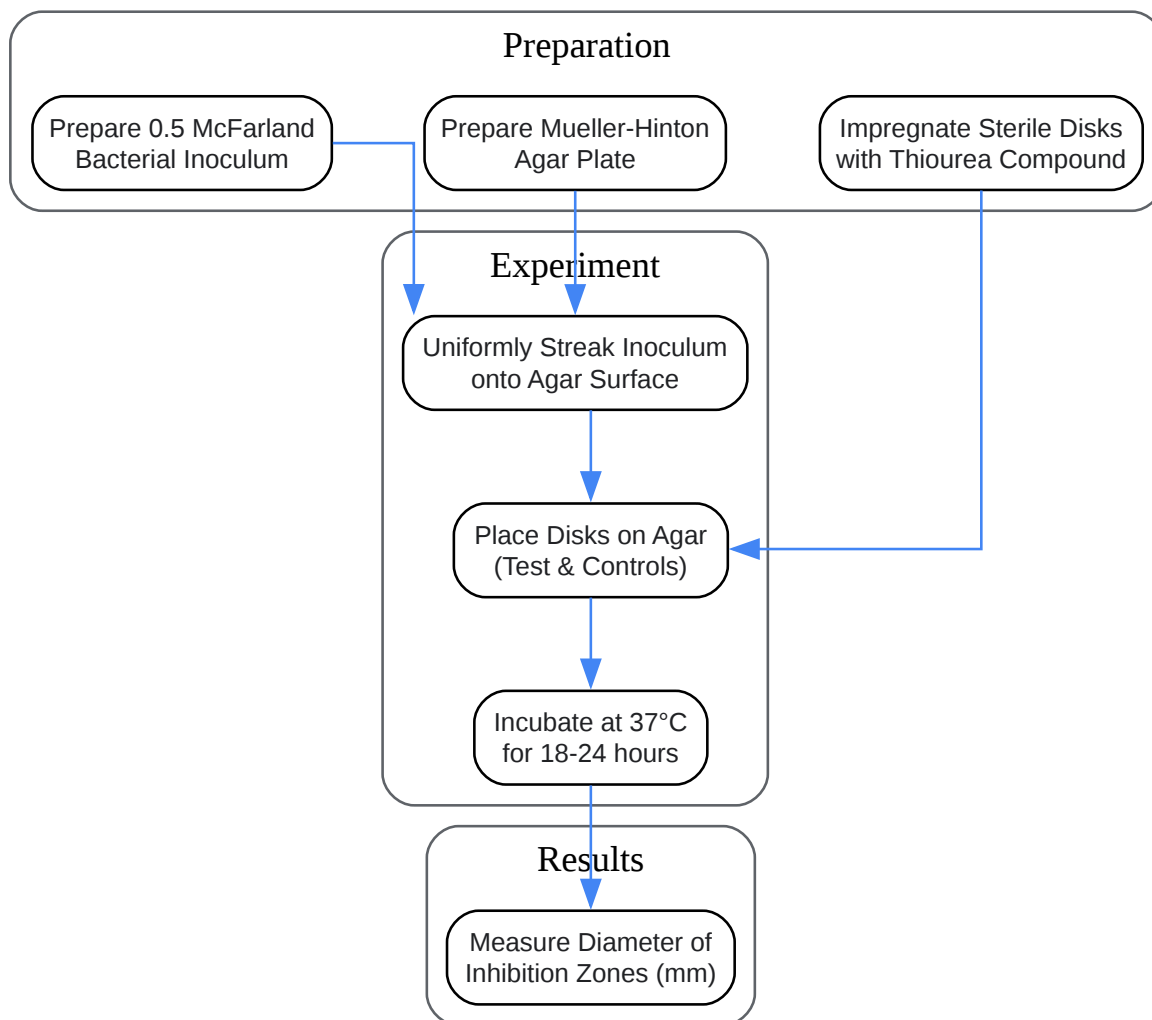 Preparation
Prepare 0.5 McFarland
Bacterial Inoculum
Prepare Mueller-Hinton
Agar Plate
Impregnate Sterile Disks
with Thiourea Compound
Experiment
Uniformly Streak Inoculum
onto Agar Surface
Place Disks on Agar
(Test & Controls)
Incubate at 37°C
for 18-24 hours
Results
Measure Diameter of
Inhibition Zones (mm)